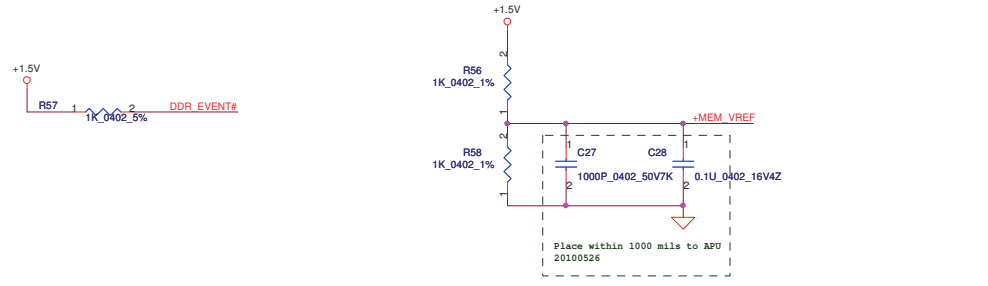 +1.5V
R57
1
2
DDR_EVENT#
1K_0402_5%
+1.5V
2
R56
1K_0402_1%
1
+MEM_VREF
2
R58
1K_0402_1%
1
1
C27
1000P_0402_50V7K
2
1
C28
0.1U_0402_16V4Z
2
Place within 1000 mils to APU
20100526